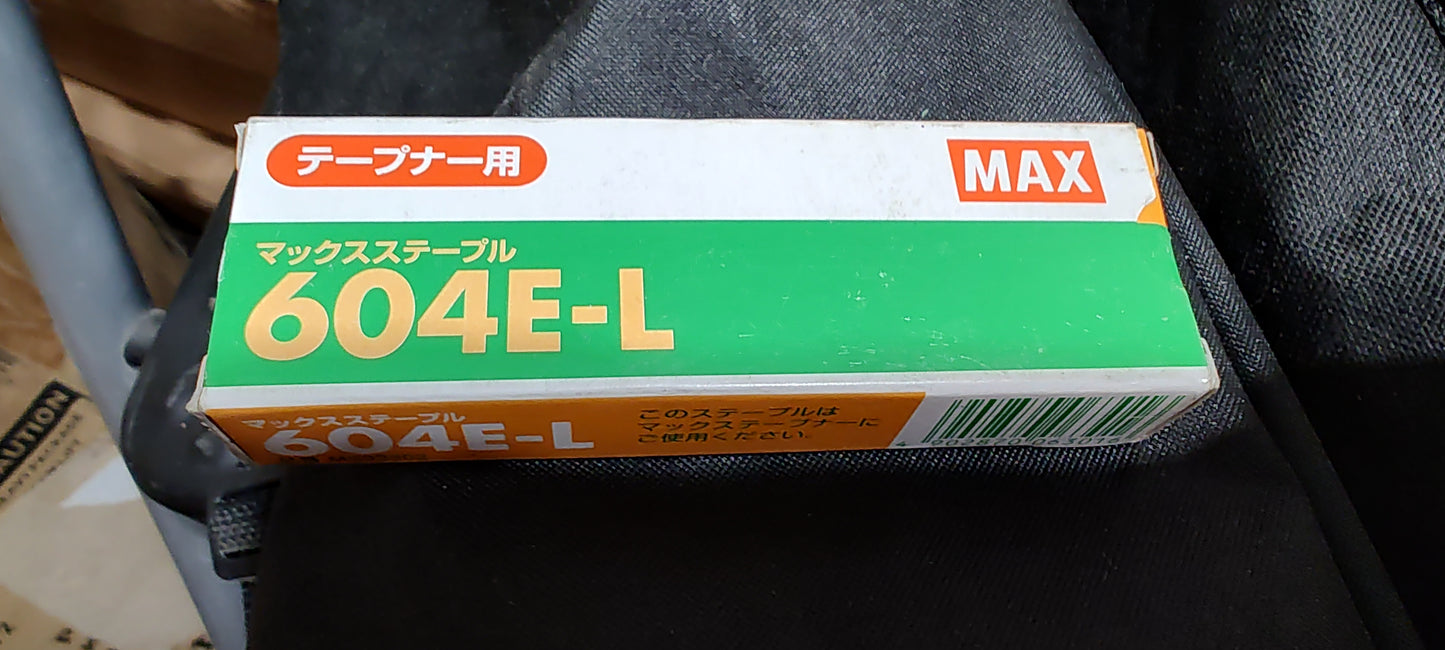 テープナー用
MAX
マックスステープル
604E-L
マックスステープル
604E-L
このステープルは
マックステープナーに
ご使用ください。
CAUTION